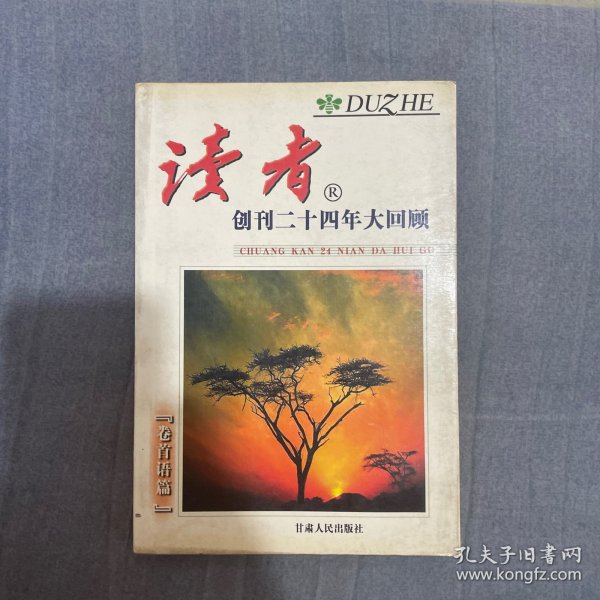 DUZHE
读者®
创刊二十四年大回顾
CHUANG KAN 24 NIAN DA HUI GU
『卷首语篇』
甘肃人民出版社
孔夫子旧书网
www.kongfz.com